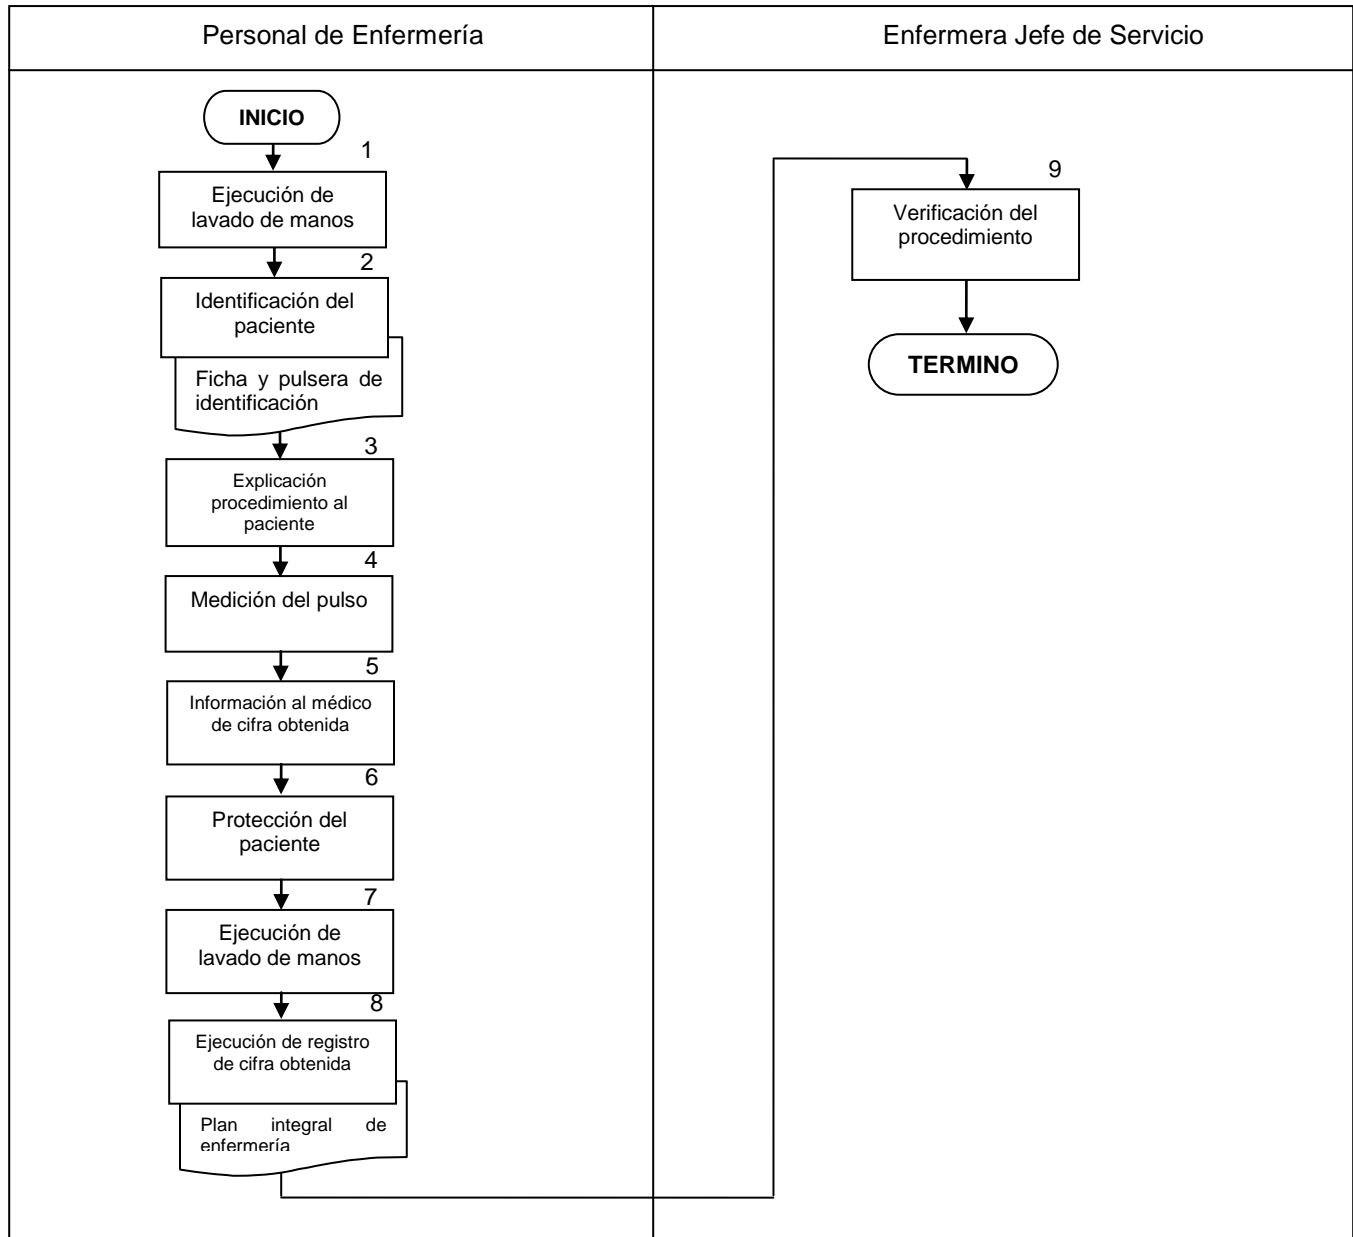 Personal de Enfermería
Enfermera Jefe de Servicio
INICIO
1
Ejecución de
lavado de manos
2
Identificación del
paciente
Ficha y pulsera de
identificación
3
Explicación
procedimiento al
paciente
4
Medición del pulso
5
Información al médico
de cifra obtenida
6
Protección del
paciente
7
Ejecución de
lavado de manos
8
Ejecución de registro
de cifra obtenida
Plan integral de
enfermería
9
Verificación del
procedimiento
TERMINO